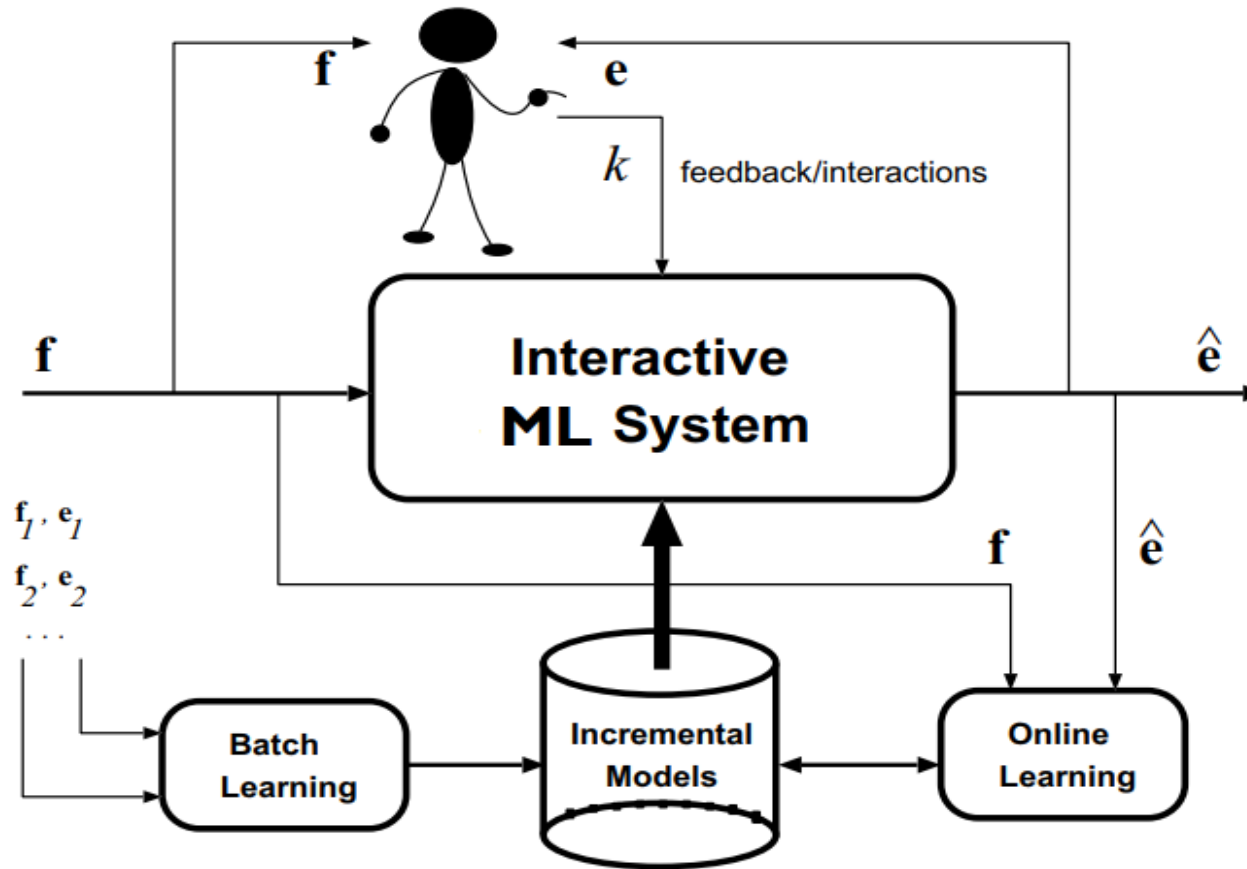 f
e
k
feedback/interactions
f
Interactive
ML System
ê
f₁, e₁
f₂, e₂
. . .
f
ê
Batch
Learning
Incremental
Models
Online
Learning